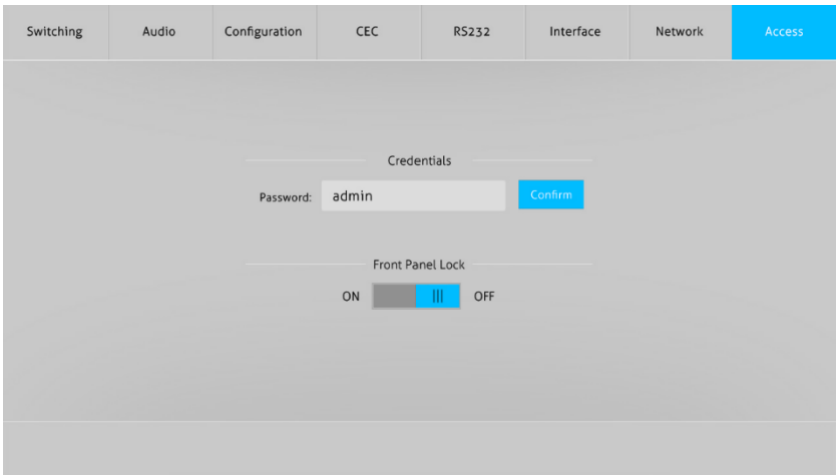 Switching Audio Configuration CEC RS232 Interface Network Access
Credentials
Password: admin Confirm
Front Panel Lock
ON OFF